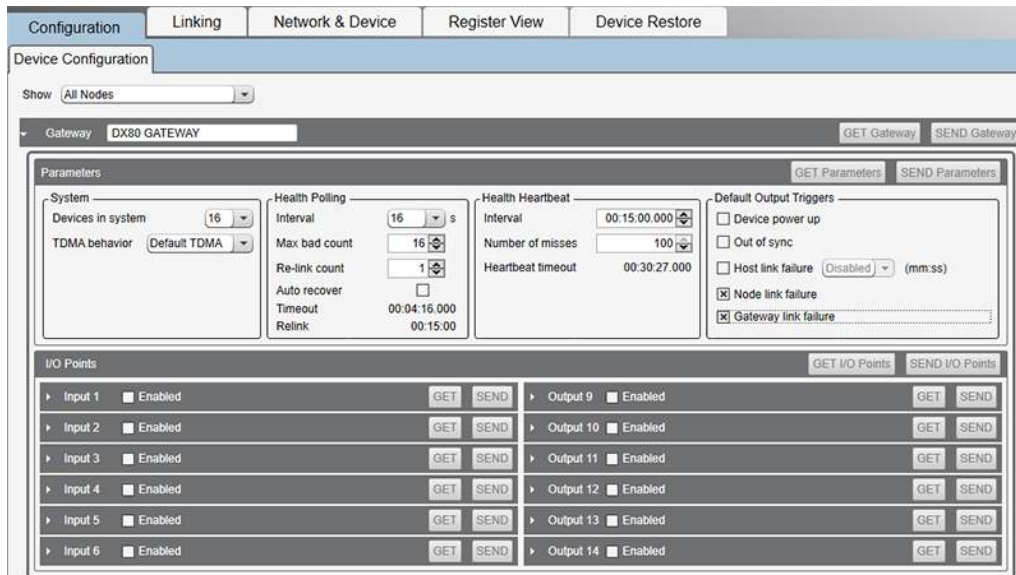 Configuration Linking Network & Device Register View Device Restore
Device Configuration
Show All Nodes
Gateway DX80 GATEWAY GET Gateway SEND Gateway
Parameters GET Parameters SEND Parameters
System
Devices in system 16
TDMA behavior Default TDMA
Health Polling
Interval 16 s
Max bad count 16
Re-link count 1
Auto recover
Timeout 00:04:16.000
Relink 00:15:00
Health Heartbeat
Interval 00:15:00.000
Number of misses 100
Heartbeat timeout 00:30:27.000
Default Output Triggers
Device power up
Out of sync
Host link failure Disabled (mm:ss)
Node link failure
Gateway link failure
I/O Points GET I/O Points SEND I/O Points
Input 1 Enabled GET SEND Output 9 Enabled GET SEND
Input 2 Enabled GET SEND Output 10 Enabled GET SEND
Input 3 Enabled GET SEND Output 11 Enabled GET SEND
Input 4 Enabled GET SEND Output 12 Enabled GET SEND
Input 5 Enabled GET SEND Output 13 Enabled GET SEND
Input 6 Enabled GET SEND Output 14 Enabled GET SEND